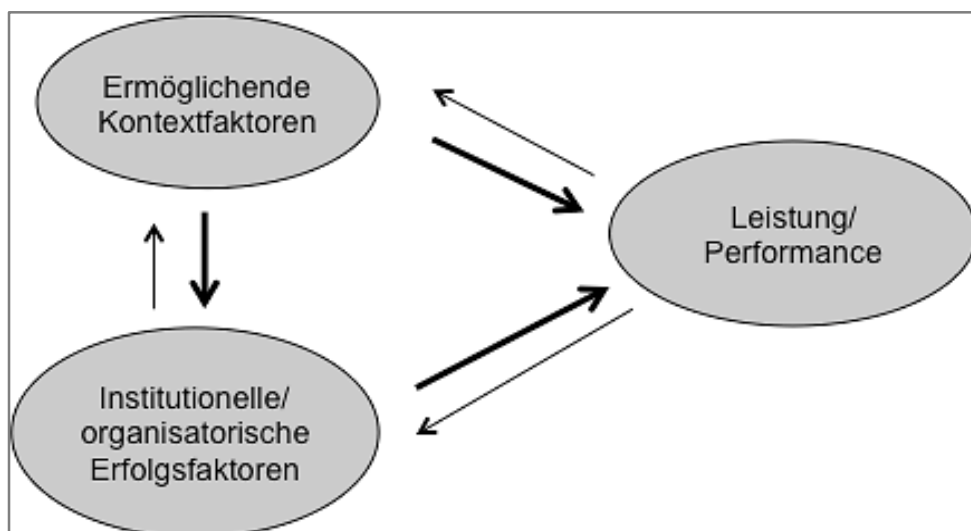 Ermöglichende
Kontextfaktoren
Leistung/
Performance
Institutionelle/
organisatorische
Erfolgsfaktoren